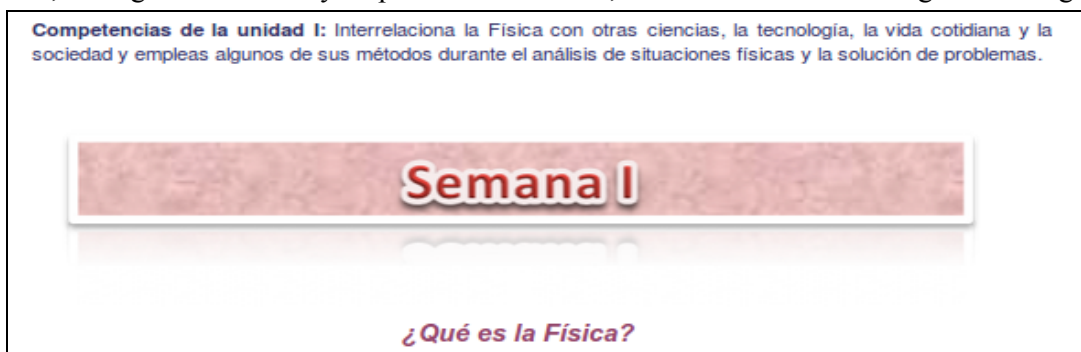 Competencias de la unidad I: Interrelaciona la Física con otras ciencias, la tecnología, la vida cotidiana y la
sociedad y empleas algunos de sus métodos durante el análisis de situaciones físicas y la solución de problemas.
Semana I
¿Qué es la Física?